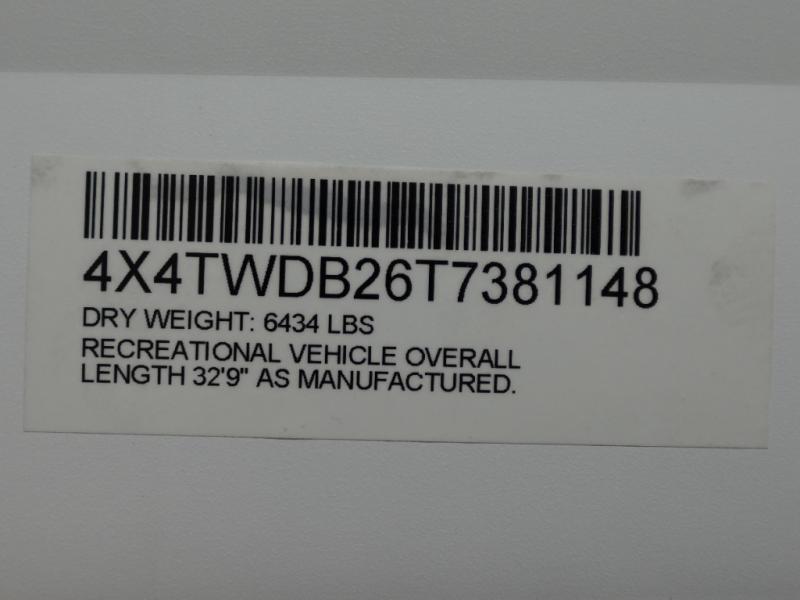 4X4TWDB26T7381148
DRY WEIGHT: 6434 LBS
RECREATIONAL VEHICLE OVERALL
LENGTH 32'9" AS MANUFACTURED.